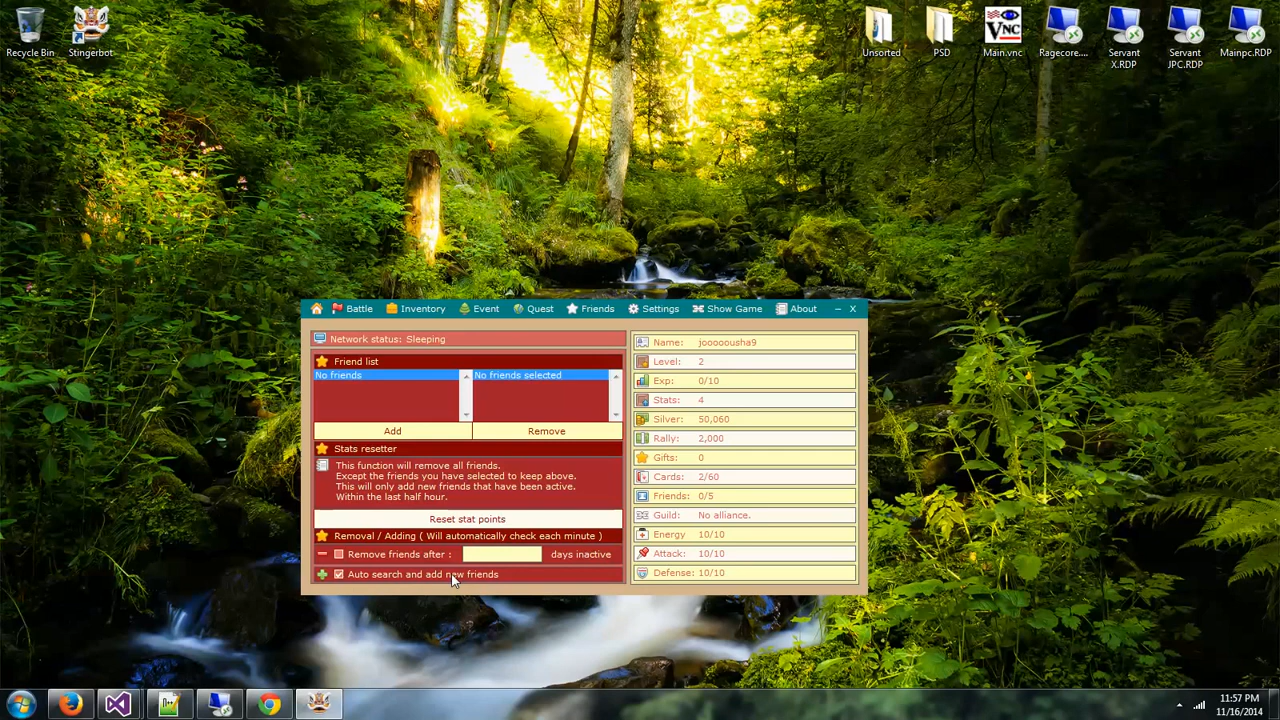 Recycle Bin
Stingerbot
Unsorted
PSD
Main.vnc
Ragecore....
Servant
X.RDP
Servant
JPC.RDP
Mainpc.RDP
Battle
Inventory
Event
Quest
Friends
Settings
Show Game
About
– X
Network status: Sleeping
Friend list
No friends
No friends selected
Add
Remove
Stats resetter
This function will remove all friends.
Except the friends you have selected to keep above.
This will only add new friends that have been active.
Within the last half hour.
Reset stat points
Removal / Adding ( Will automatically check each minute )
Remove friends after : days inactive
Auto search and add new friends
Name: jooooousha9
Level: 2
Exp: 0/10
Stats: 4
Silver: 50,060
Rally: 2,000
Gifts: 0
Cards: 2/60
Friends: 0/5
Guild: No alliance.
Energy 10/10
Attack: 10/10
Defense: 10/10
11:57 PM
11/16/2014